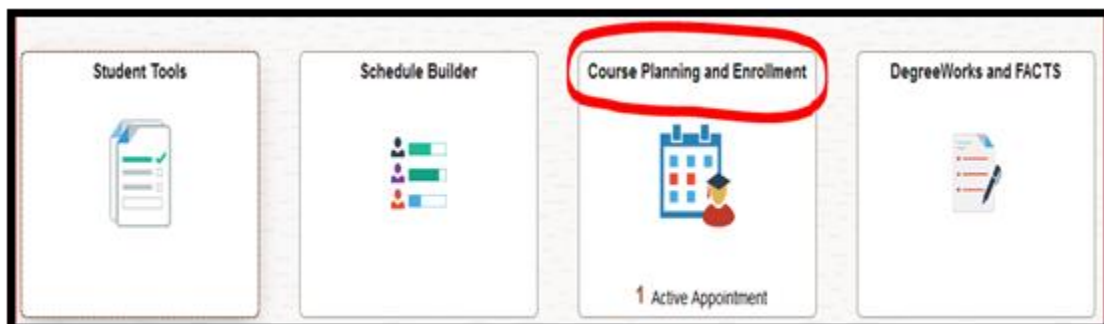 Student Tools
Schedule Builder
Course Planning and Enrollment
1 Active Appointment
DegreeWorks and FACTS